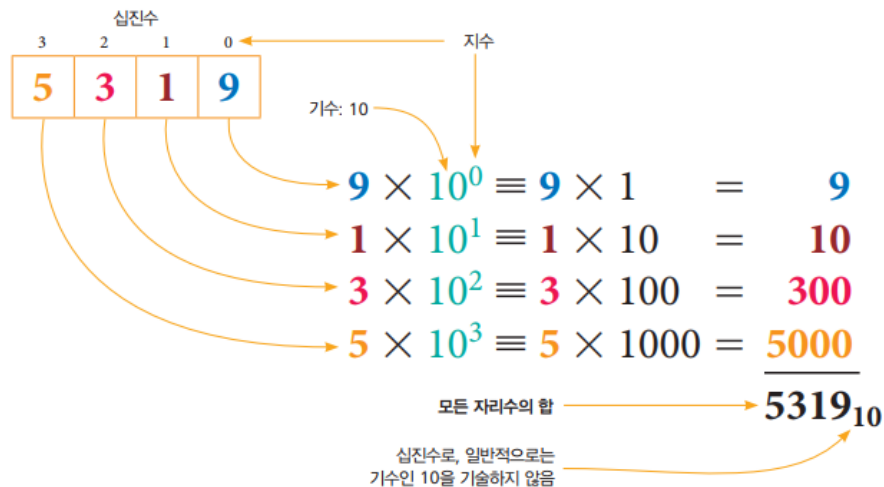 십진수
3 2 1 0
지수
5 3 1 9
기수: 10
9 × 10⁰ ≡ 9 × 1 = 9
1 × 10¹ ≡ 1 × 10 = 10
3 × 10² ≡ 3 × 100 = 300
5 × 10³ ≡ 5 × 1000 = 5000
모든 자리수의 합
5319₁₀
십진수로, 일반적으로는
기수인 10을 기술하지 않음